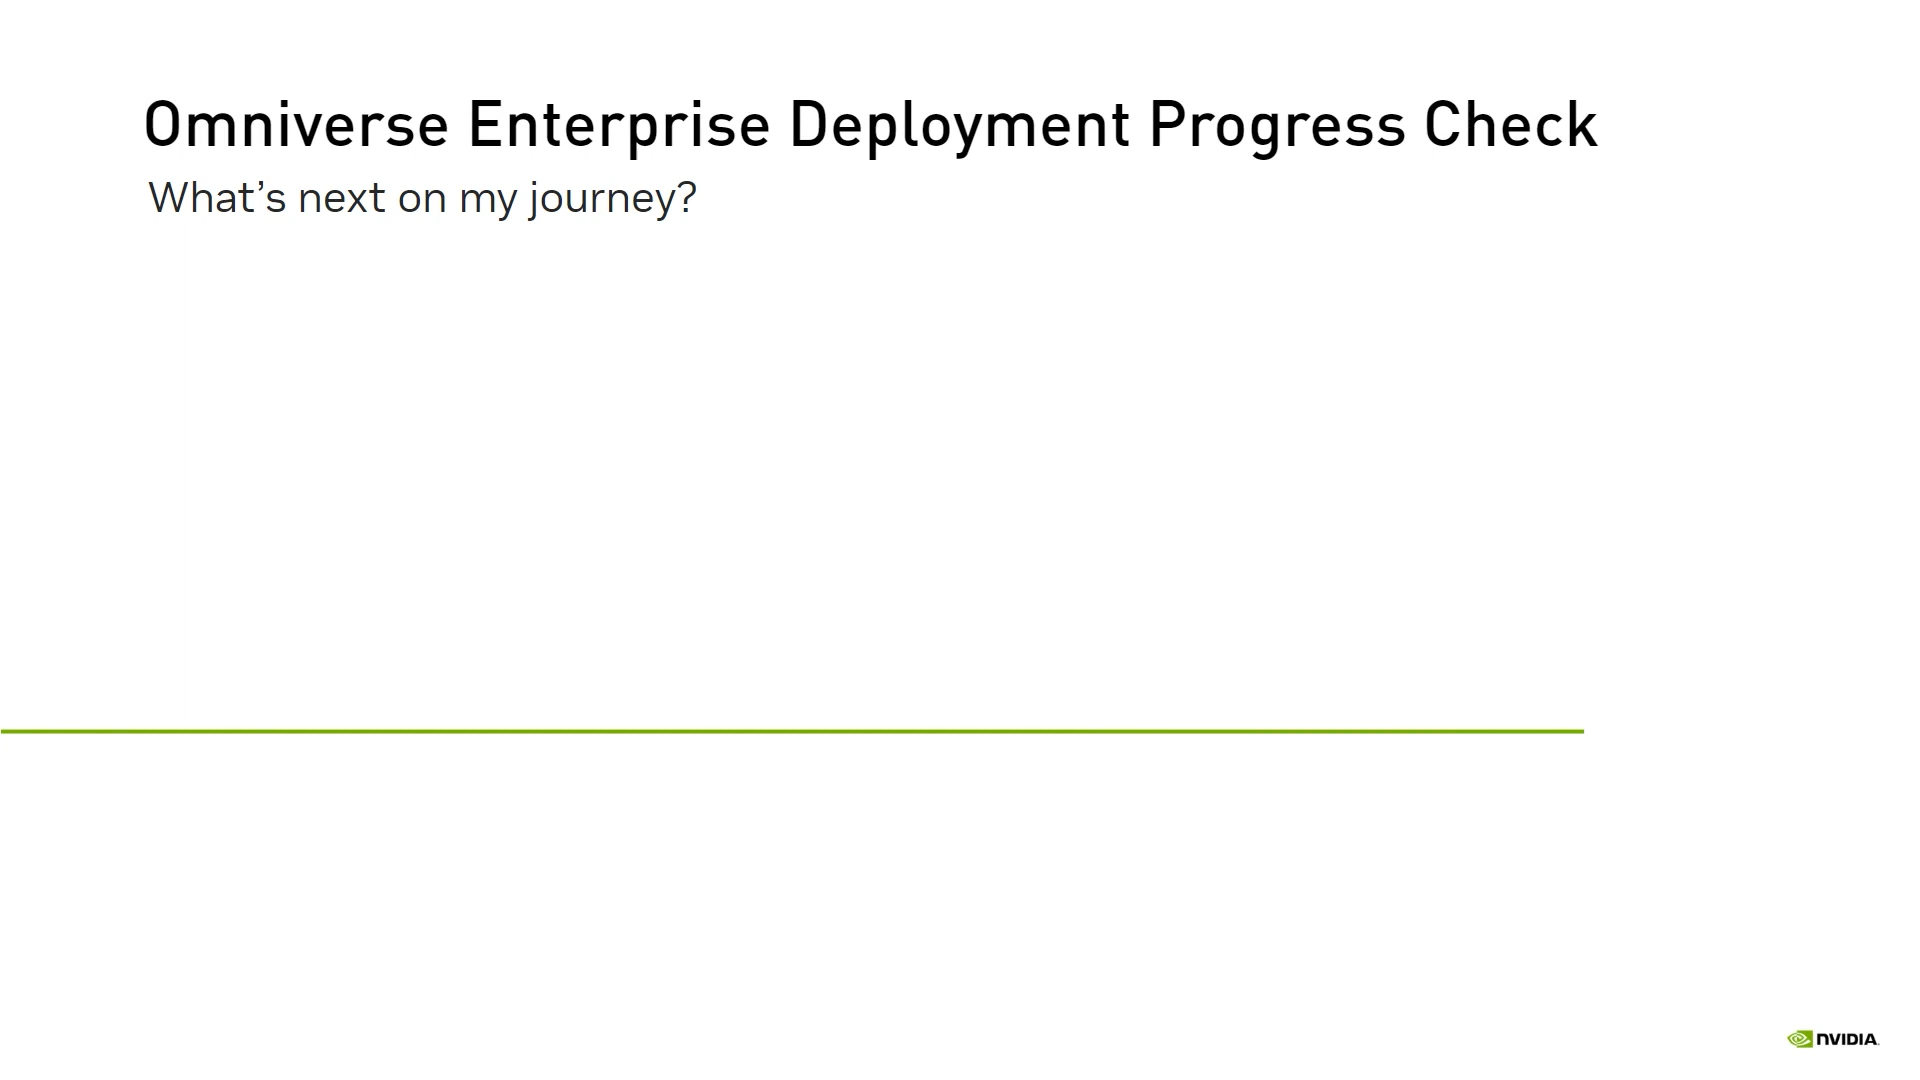 Omniverse Enterprise Deployment Progress Check
What’s next on my journey?
NVIDIA.